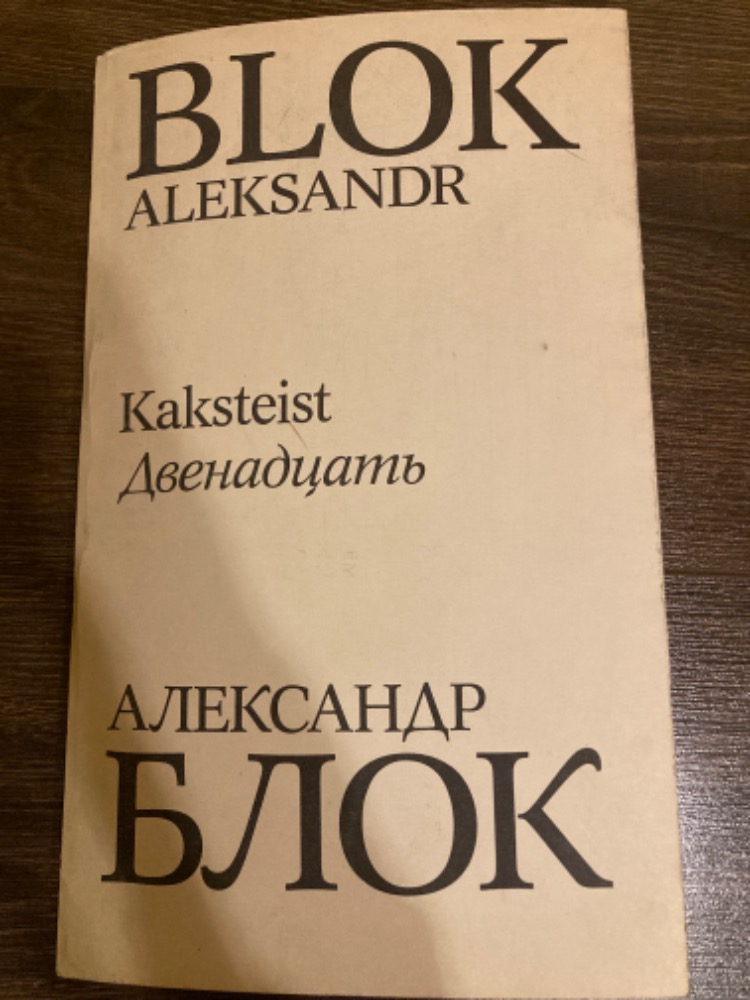 BLOK
ALEKSANDR
Kaksteist
Двенадцать
АЛЕКСАНДР
БЛОК